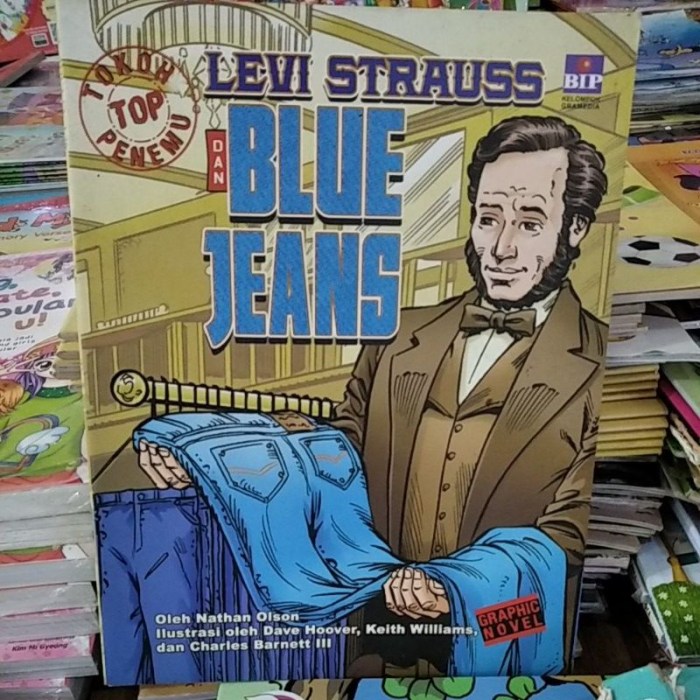 TOKOH
TOP
PENEMU
LEVI STRAUSS
DAN
BLUE
JEANS
BIP
KELOMPOK
GRAMEDIA
Oleh Nathan Olson
Ilustrasi oleh Dave Hoover, Keith Williams,
dan Charles Barnett III
GRAPHIC
NOVEL
U!